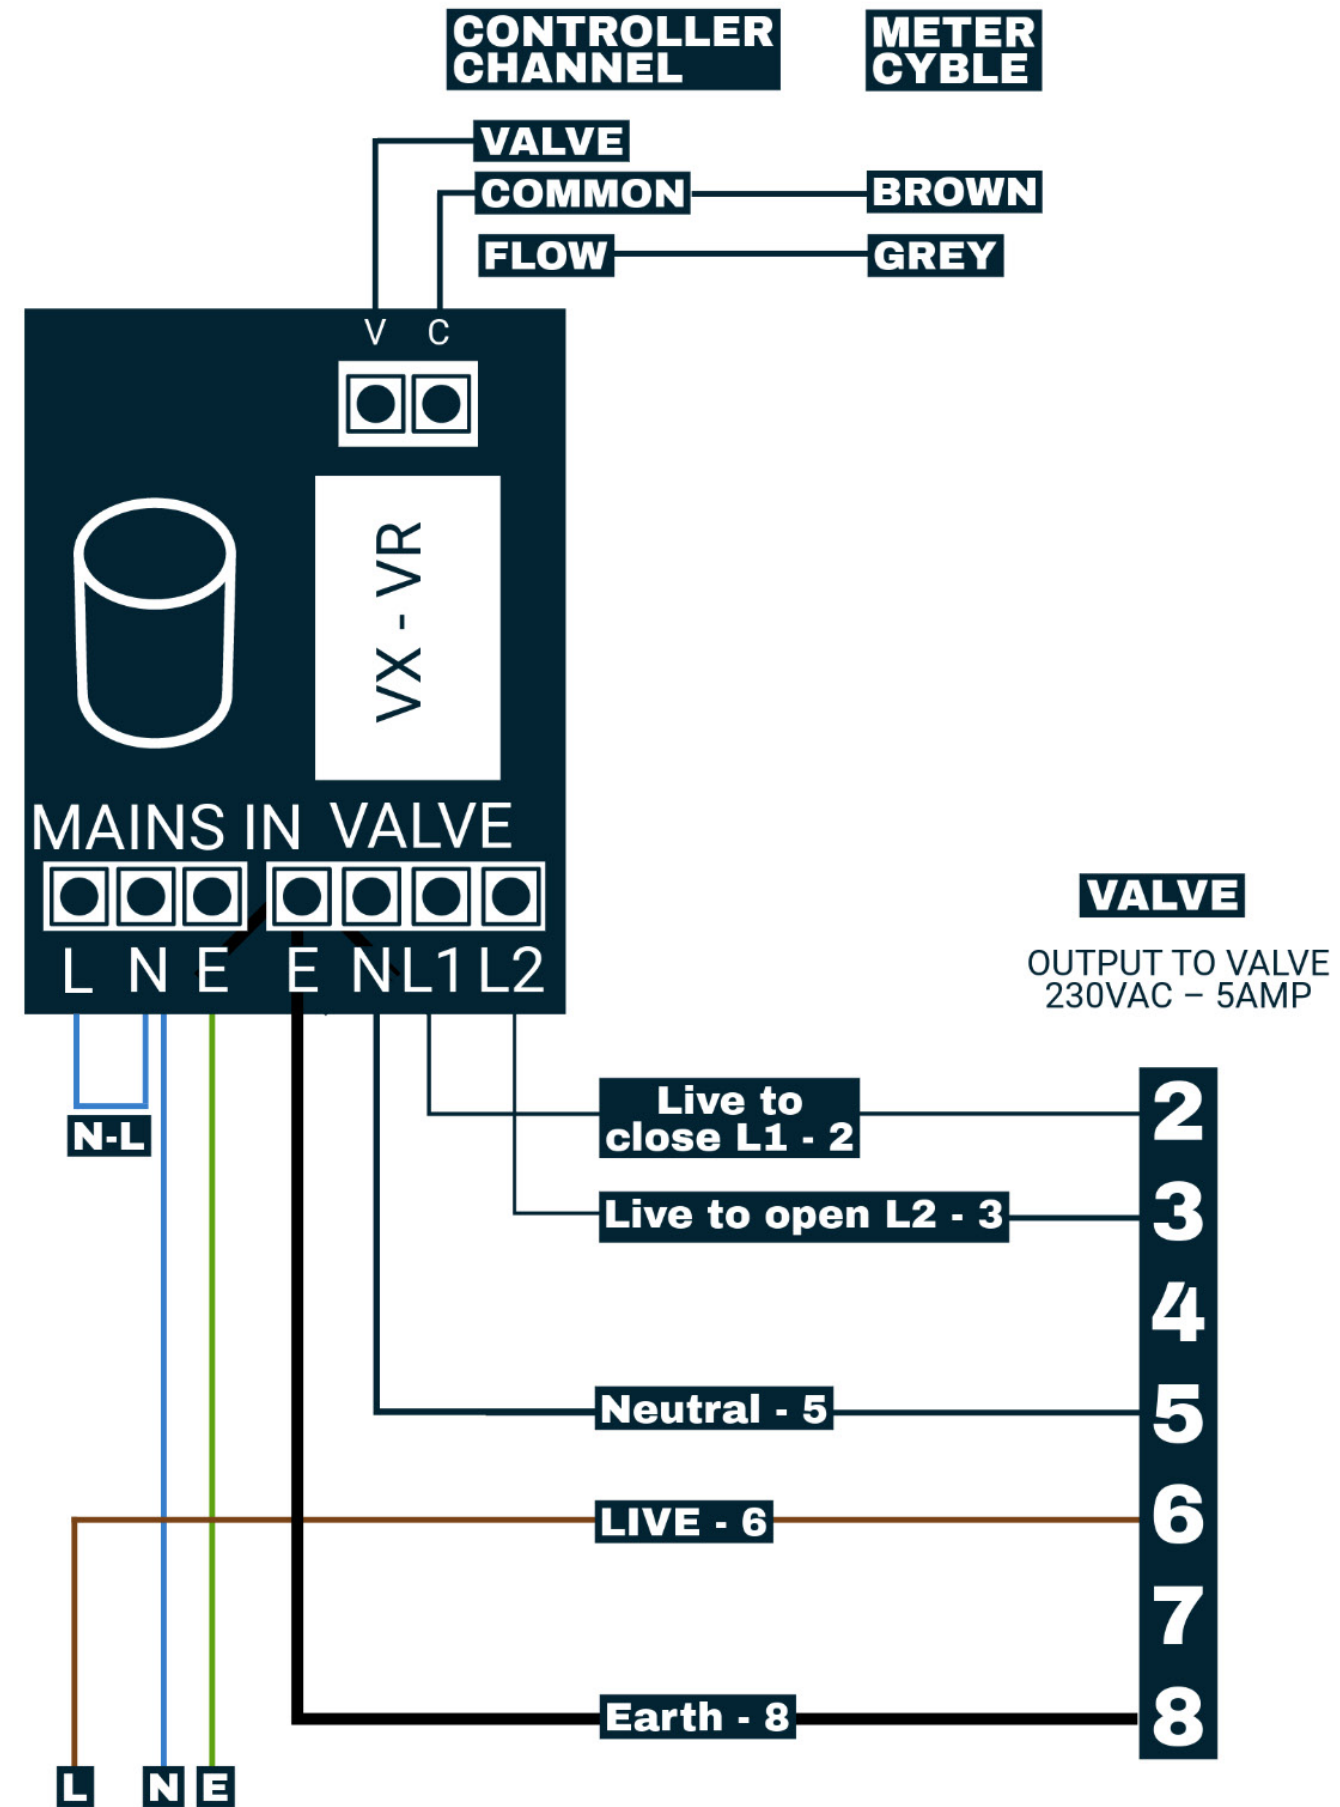 CONTROLLER
CHANNEL
METER
CYBLE
VALVE
COMMON
BROWN
FLOW
GREY
V C
VX - VR
MAINS IN VALVE
L N E E N L1 L2
VALVE
OUTPUT TO VALVE
230VAC – 5AMP
N-L
Live to
close L1 - 2
2
Live to open L2 - 3
3
4
Neutral - 5
5
LIVE - 6
6
7
Earth - 8
8
L N E